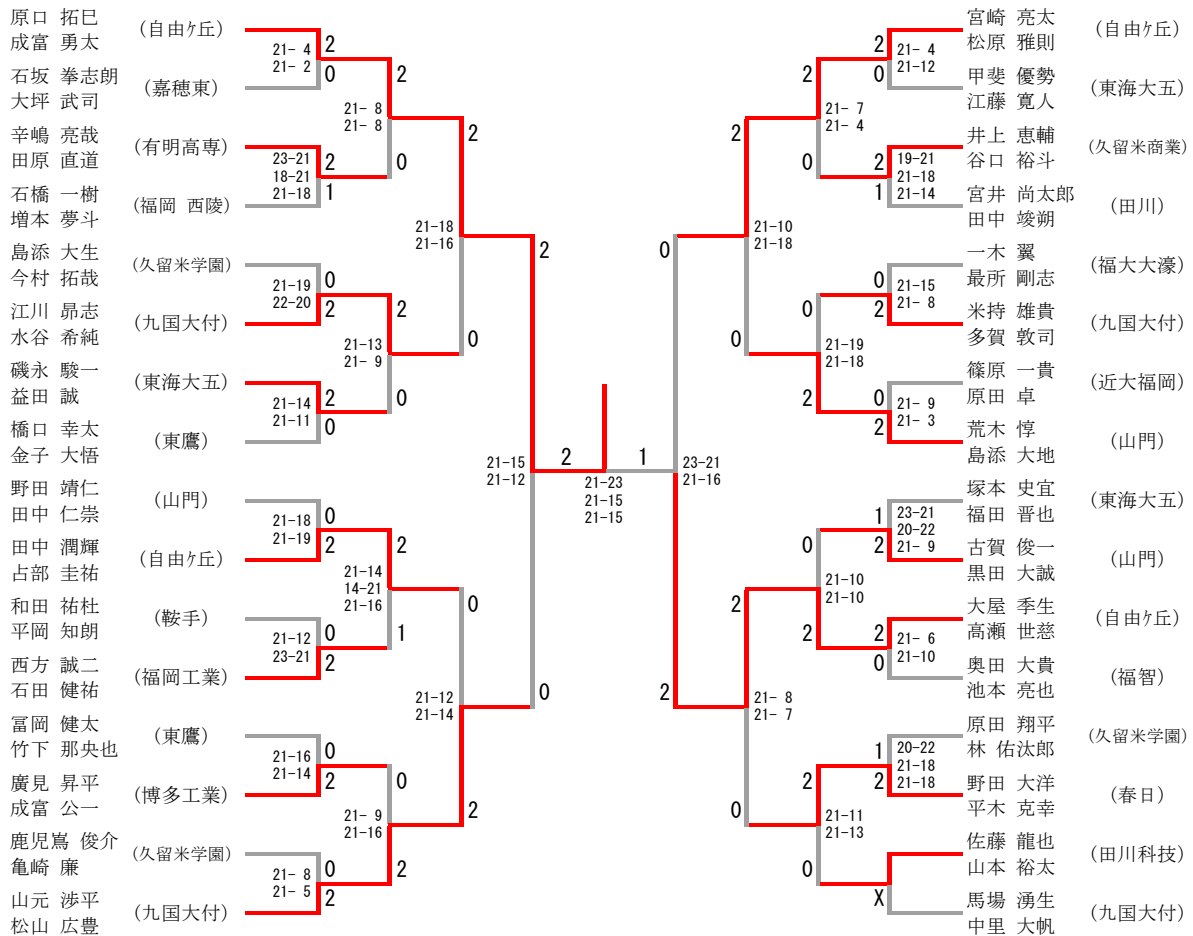 原口 拓巳
成富 勇太
(自由ケ丘)
21- 4
21- 2
2
0
石坂 拳志朗
大坪 武司
(嘉穂東)
2
21- 8
21- 8
0
辛嶋 亮哉
田原 直道
(有明高専)
23-21
18-21
21-18
2
1
石橋 一樹
増本 夢斗
(福岡 西陵)
2
21-18
21-16
0
島添 大生
今村 拓哉
(久留米学園)
21-19
22-20
0
2
江川 昴志
水谷 希純
(九国大付)
2
21-13
21- 9
0
磯永 駿一
益田 誠
(東海大五)
21-14
21-11
2
0
橋口 幸太
金子 大悟
(東鷹)
2
21-15
21-12
0
野田 靖仁
田中 仁崇
(山門)
21-18
21-19
0
2
田中 潤輝
占部 圭祐
(自由ケ丘)
2
21-14
14-21
21-16
1
和田 祐杜
平岡 知朗
(鞍手)
21-12
23-21
0
2
西方 誠二
石田 健祐
(福岡工業)
0
21-12
21-14
2
冨岡 健太
竹下 那央也
(東鷹)
21-16
21-14
0
2
廣見 昇平
成富 公一
(博多工業)
0
21- 9
21-16
2
鹿児嶌 俊介
亀崎 廉
(久留米学園)
21- 8
21- 5
0
2
山元 渉平
松山 広豊
(九国大付)
2
1
21-23
21-15
21-15
宮崎 亮太
松原 雅則
(自由ケ丘)
2
0
21- 4
21-12
甲斐 優勢
江藤 寛人
(東海大五)
2
0
21- 7
21- 4
井上 恵輔
谷口 裕斗
(久留米商業)
2
1
19-21
21-18
21-14
宮井 尚太郎
田中 竣朔
(田川)
2
0
21-10
21-18
一木 翼
最所 剛志
(福大大濠)
0
2
21-15
21- 8
米持 雄貴
多賀 敦司
(九国大付)
0
2
21-19
21-18
篠原 一貴
原田 卓
(近大福岡)
0
2
21- 9
21- 3
荒木 惇
島添 大地
(山門)
0
2
23-21
21-16
塚本 史宜
福田 晋也
(東海大五)
1
2
23-21
20-22
21- 9
古賀 俊一
黒田 大誠
(山門)
0
2
21-10
21-10
大屋 季生
高瀬 世慈
(自由ケ丘)
2
0
21- 6
21-10
奥田 大貴
池本 亮也
(福智)
2
0
21- 8
21- 7
原田 翔平
林 佑汰郎
(久留米学園)
1
2
20-22
21-18
21-18
野田 大洋
平木 克幸
(春日)
2
0
21-11
21-13
佐藤 龍也
山本 裕太
(田川科技)
X
馬場 湧生
中里 大帆
(九国大付)